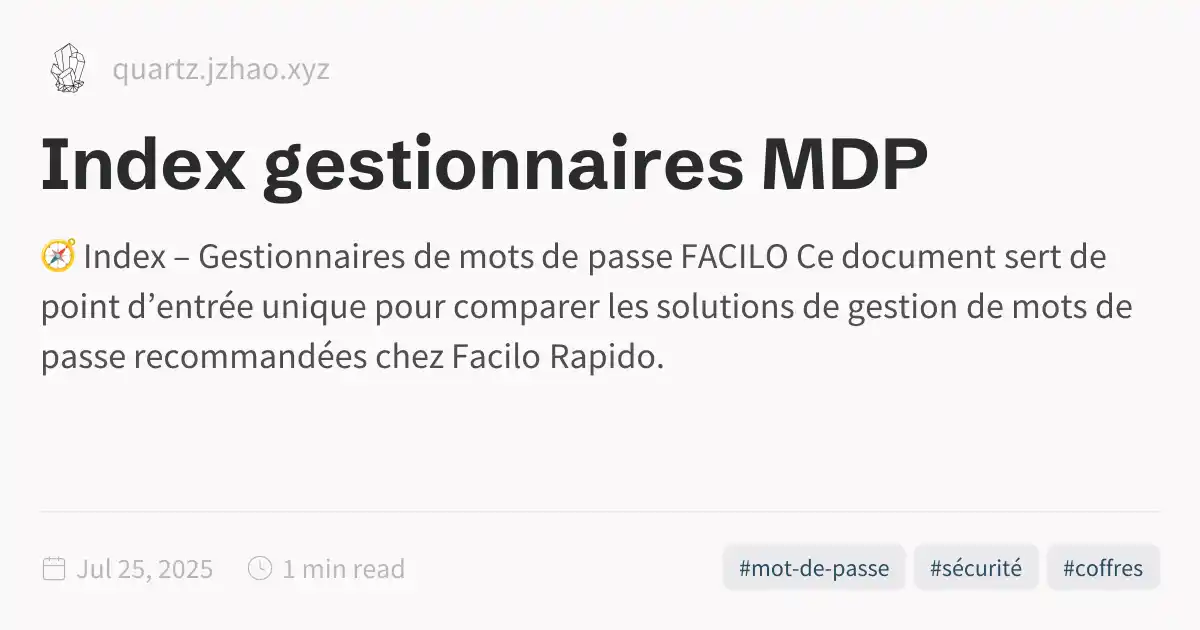 quartz.jzhao.xyz
Index gestionnaires MDP
🧭 Index – Gestionnaires de mots de passe FACILO Ce document sert de
point d’entrée unique pour comparer les solutions de gestion de mots de
passe recommandées chez Facilo Rapido.
Jul 25, 2025 1 min read #mot-de-passe #sécurité #coffres